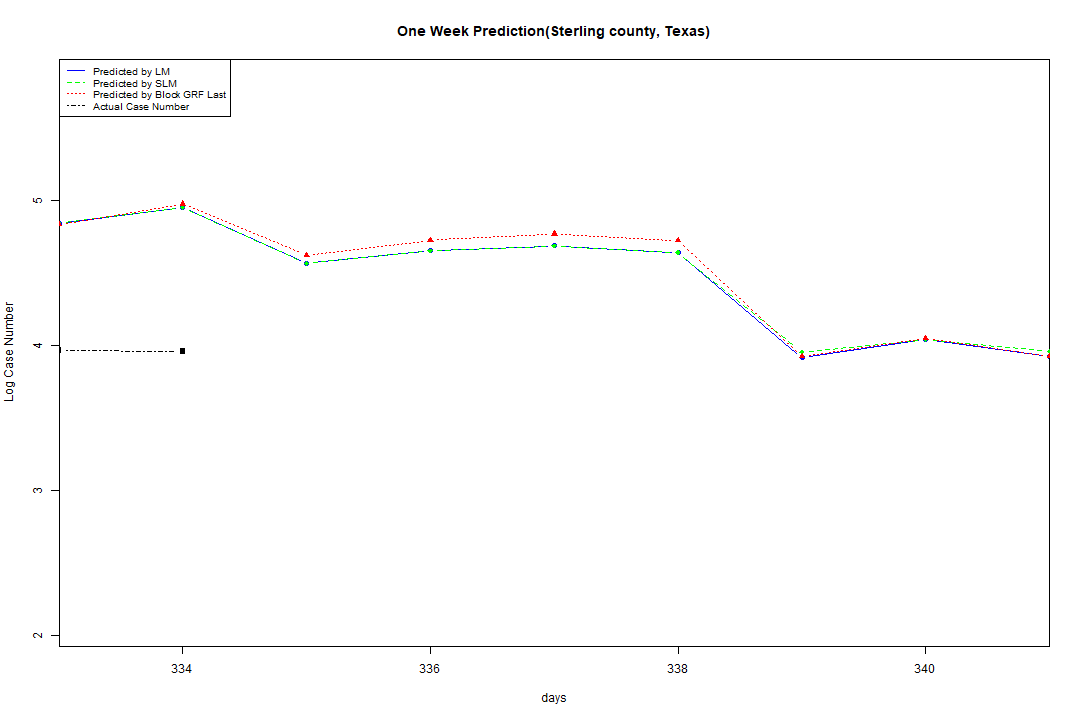 One Week Prediction(Sterling county, Texas)
Predicted by LM
Predicted by SLM
Predicted by Block GRF Last
Actual Case Number
5
4
3
2
Log Case Number
334 336 338 340
days